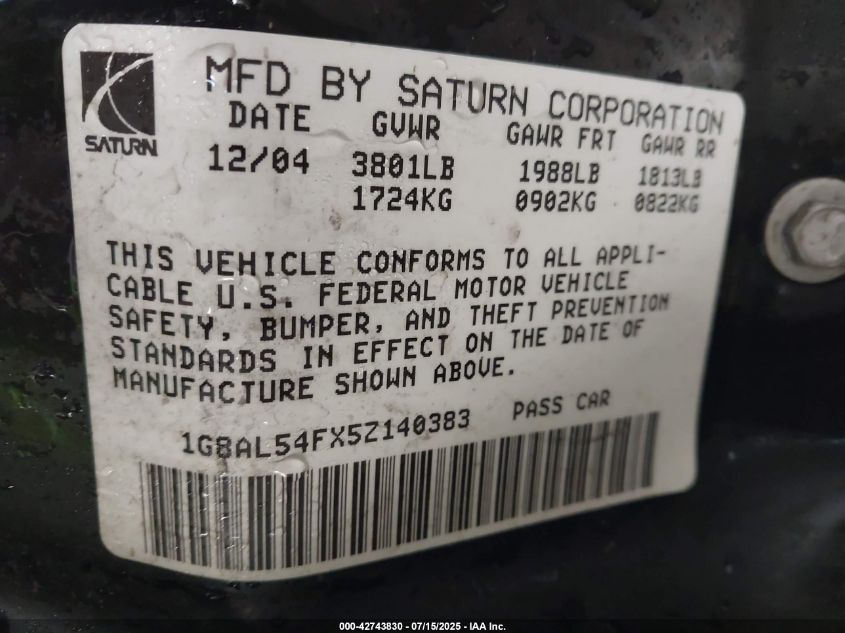 MFD BY SATURN CORPORATION
DATE GVWR GAWR FRT GAWR RR
12/04 3801LB 1988LB 1813LB
1724KG 0902KG 0822KG
SATURN
THIS VEHICLE CONFORMS TO ALL APPLI-
CABLE U.S. FEDERAL MOTOR VEHICLE
SAFETY, BUMPER, AND THEFT PREVENTION
STANDARDS IN EFFECT ON THE DATE OF
MANUFACTURE SHOWN ABOVE.
1G8AL54FX5Z140383 PASS CAR
000-42743830 - 07/15/2025 - IAA Inc.